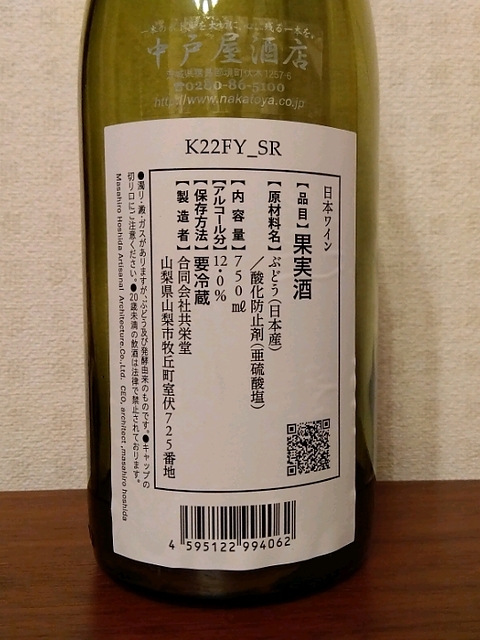 中戸屋酒店
☎0280-86-5100
http://www.nakatoya.co.jp
K22FY_SR
日本ワイン
【品目】果実酒
【原材料名】ぶどう(日本産)
／酸化防止剤(亜硫酸塩)
【内容量】750㎖
【アルコール分】12.0%
【保存方法】要冷蔵
【製造者】合同会社共栄堂
山梨県山梨市牧丘町室伏725番地
●濁り・澱・ガスがありますが、ぶどう及び発酵由来のものです。●キャップの
切り口にご注意ください。●20歳未満の飲酒は法律で禁止されております。
Masahiro Hoshida Artisanal Architecture.Co.,Ltd. CEO, architect ,masahiro hoshida
4 595122 994062